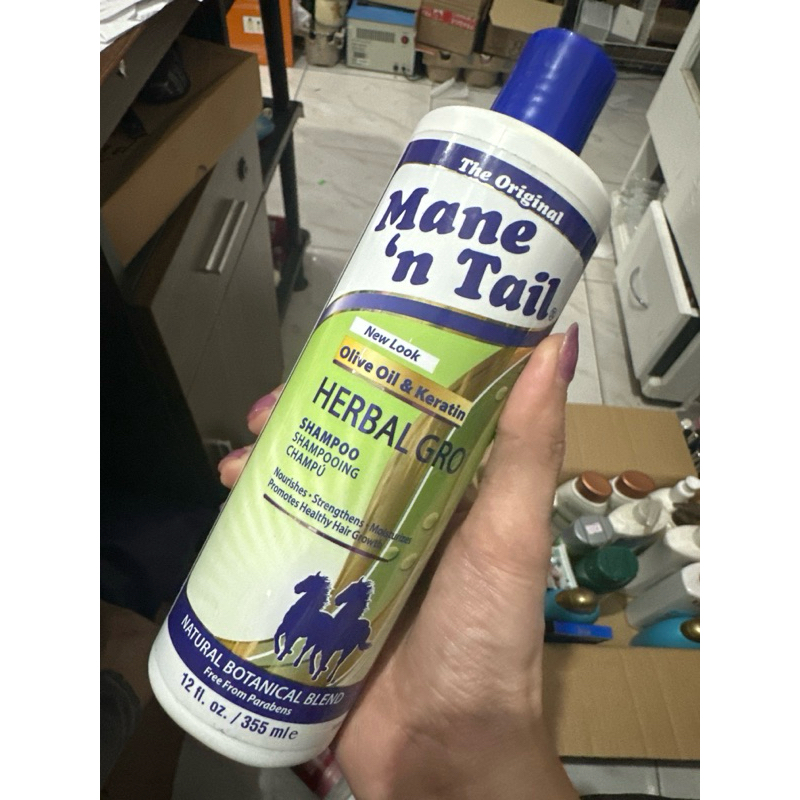 The Original
Mane
'n Tail®
New Look
Olive Oil & Keratin
HERBAL GRO
SHAMPOO
SHAMPOOING
CHAMPÚ
Nourishes • Strengthens • Moisturizes
Promotes Healthy Hair Growth
NATURAL BOTANICAL BLEND
Free From Parabens
12 fl. oz. / 355 ml e